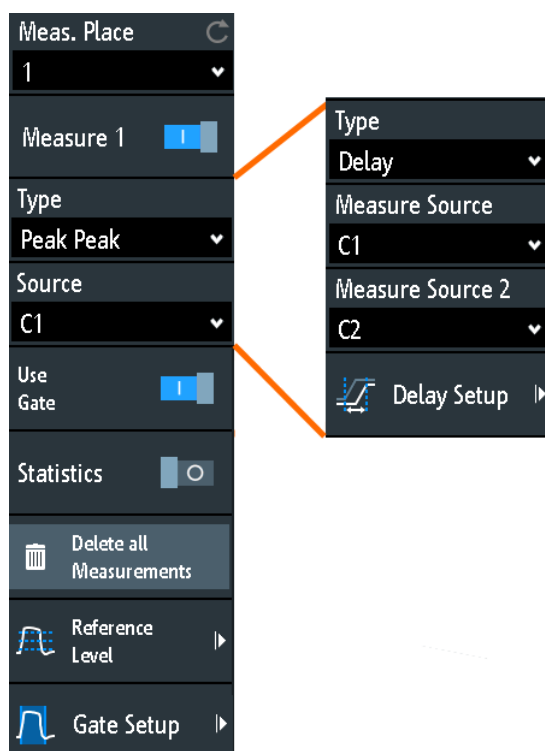 Meas. Place
1
Measure 1
Type
Peak Peak
Source
C1
Use
Gate
Statistics
Delete all
Measurements
Reference
Level
Gate Setup
Type
Delay
Measure Source
C1
Measure Source 2
C2
Delay Setup